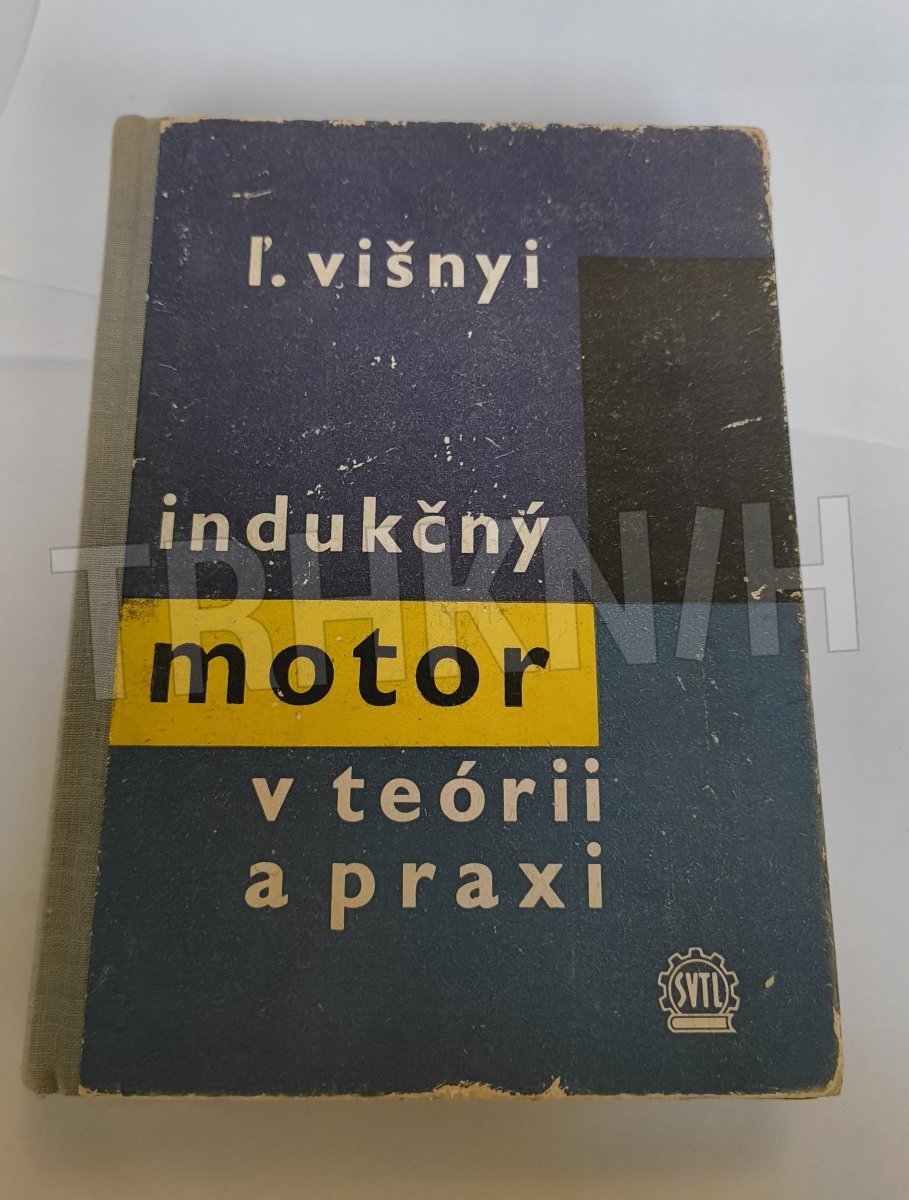 ľ. višnyi
indukčný
TRHKNIH
motor
v teórii
a praxi
SVTL